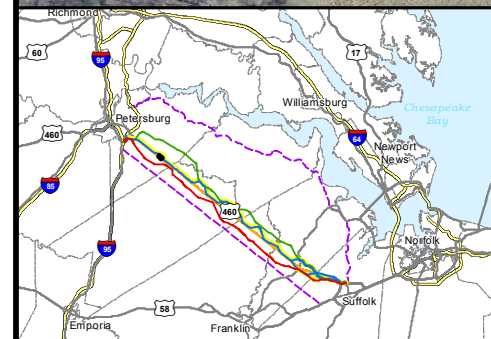 Richmond
60
95
17
Williamsburg
Chesapeake
Bay
Petersburg
460
64
Newport
News
85
460
95
Norfolk
58
Suffolk
Emporia
Franklin